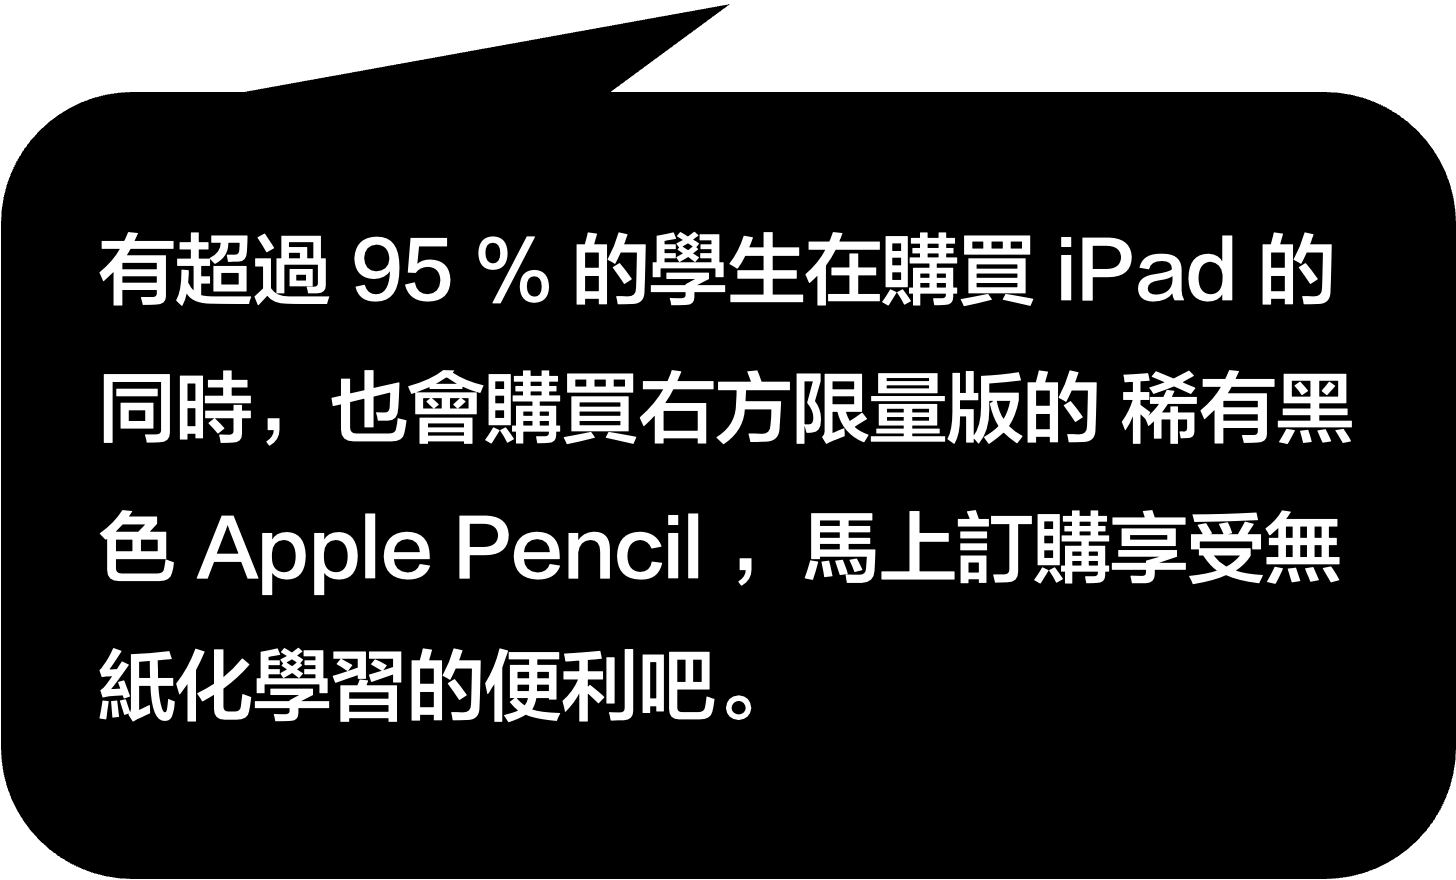 有超過 95 % 的學生在購買 iPad 的
同時，也會購買右方限量版的 稀有黑
色 Apple Pencil ，馬上訂購享受無
紙化學習的便利吧。